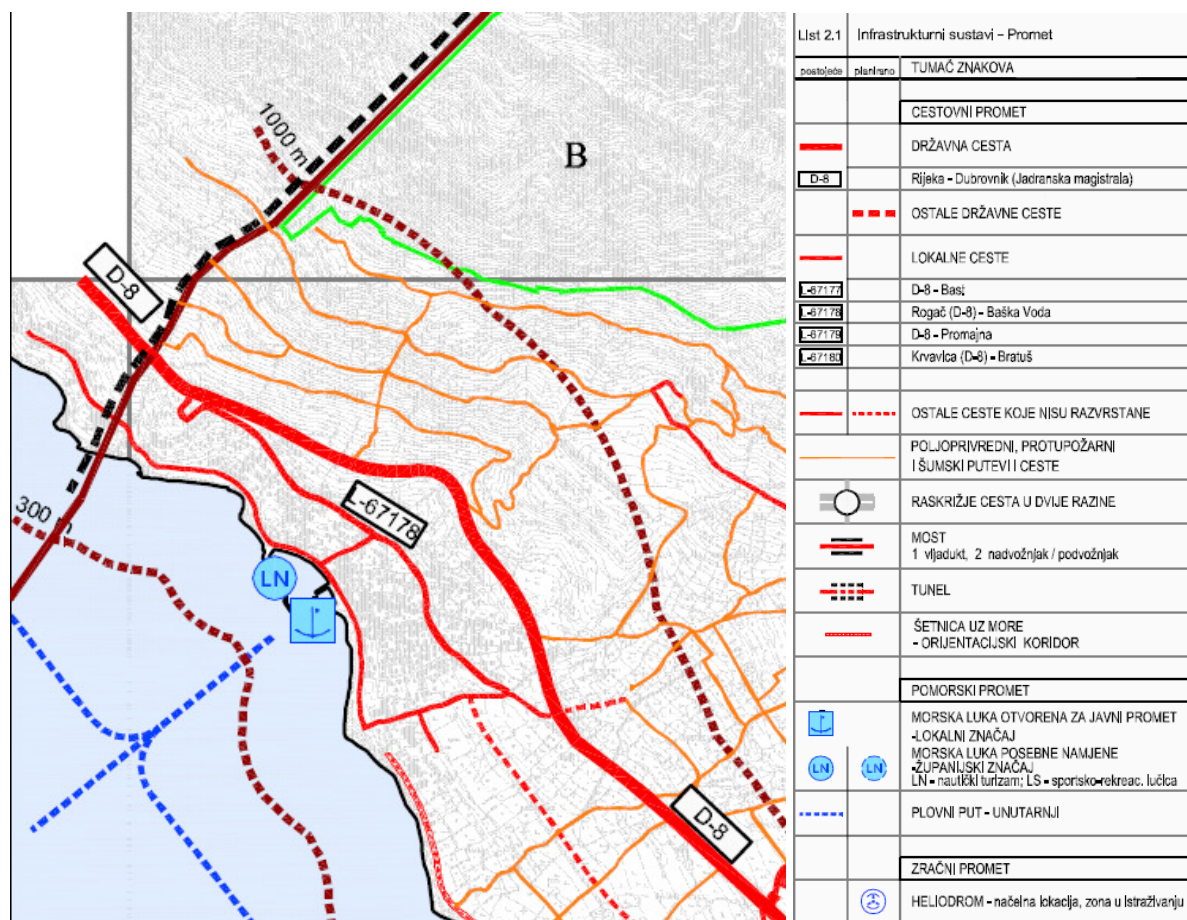 1000 m
B
D-8
300 m
L-67178
LN
D-8
List 2.1 Infrastrukturni sustavi - Promet
postojeće planirano TUMAČ ZNAKOVA
CESTOVNI PROMET
DRŽAVNA CESTA
D-8 Rijeka - Dubrovnik (Jadranska magistrala)
OSTALE DRŽAVNE CESTE
LOKALNE CESTE
L-67177 D-8 - Bast
L-67178 Rogač (D-8) - Baška Voda
L-67179 D-8 - Promajna
L-67180 Krvavica (D-8) - Bratuš
OSTALE CESTE KOJE NISU RAZVRSTANE
POLJOPRIVREDNI, PROTUPOŽARNI
I ŠUMSKI PUTEVI I CESTE
RASKRIŽJE CESTA U DVIJE RAZINE
MOST
1 vijadukt, 2 nadvožnjak / podvožnjak
TUNEL
ŠETNICA UZ MORE
- ORIJENTACIJSKI KORIDOR
POMORSKI PROMET
MORSKA LUKA OTVORENA ZA JAVNI PROMET
-LOKALNI ZNAČAJ
MORSKA LUKA POSEBNE NAMJENE
LN LN -ŽUPANIJSKI ZNAČAJ
LN - nautički turizam; LS - sportsko-rekreac. lučica
PLOVNI PUT - UNUTARNJI
ZRAČNI PROMET
HELIODROM - načelna lokacija, zona u istraživanju